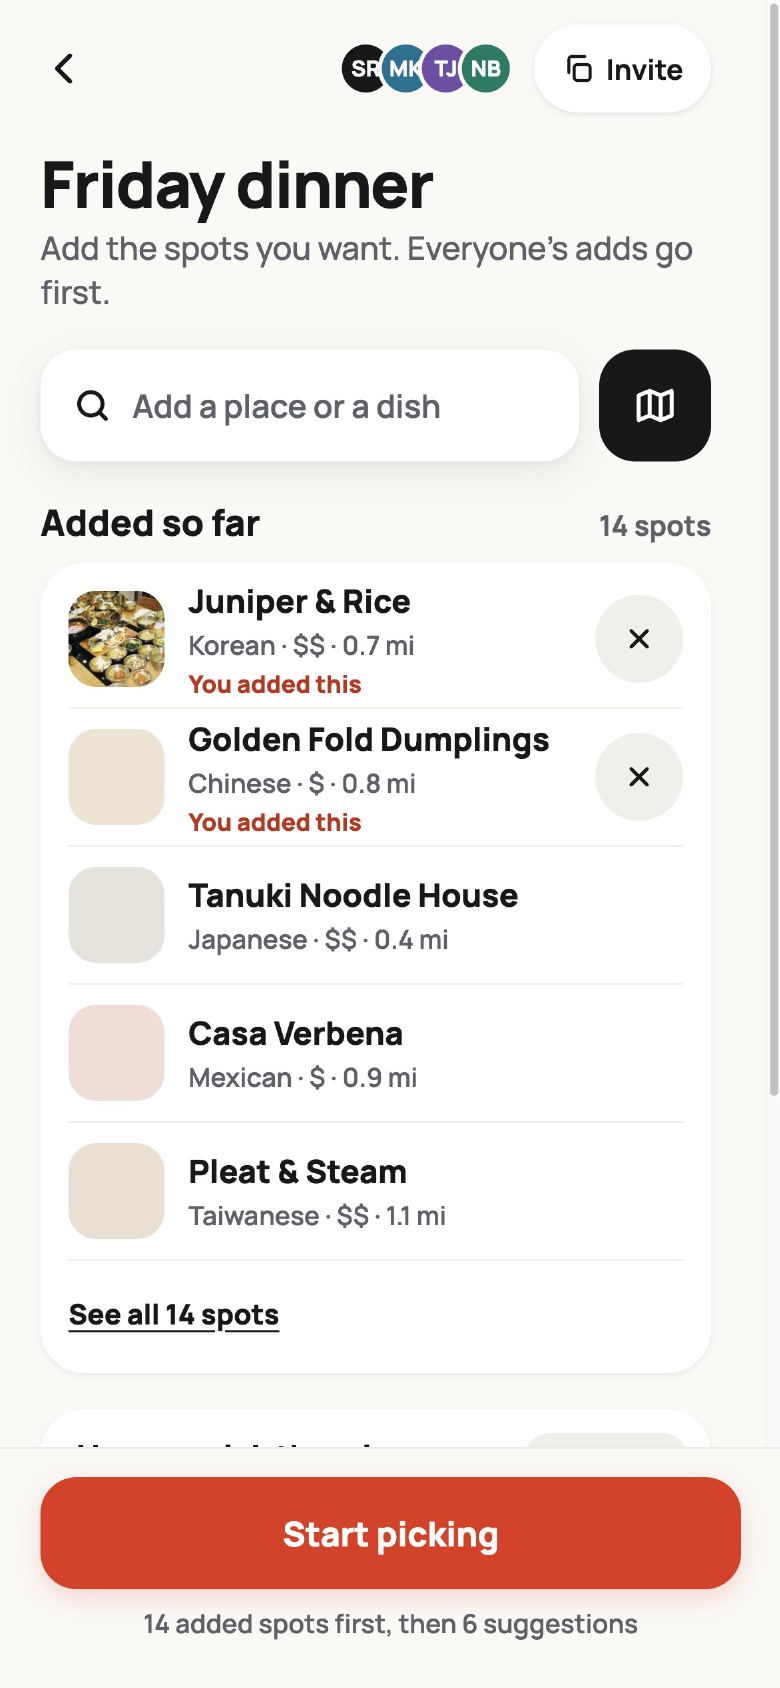 SR MK TJ NB Invite
Friday dinner
Add the spots you want. Everyone’s adds go
first.
Add a place or a dish
Added so far 14 spots
Juniper & Rice
Korean · $$ · 0.7 mi
You added this
Golden Fold Dumplings
Chinese · $ · 0.8 mi
You added this
Tanuki Noodle House
Japanese · $$ · 0.4 mi
Casa Verbena
Mexican · $ · 0.9 mi
Pleat & Steam
Taiwanese · $$ · 1.1 mi
See all 14 spots
Start picking
14 added spots first, then 6 suggestions